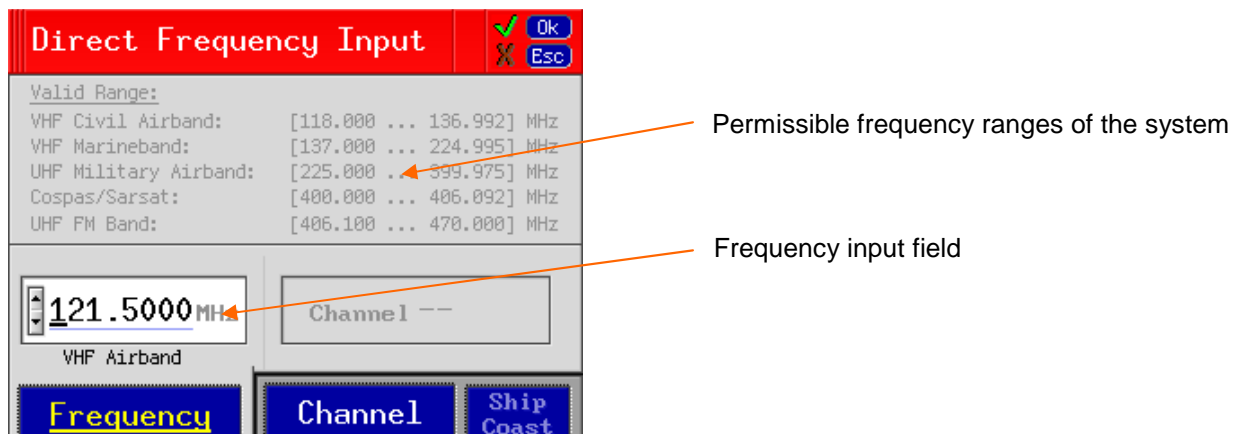 Direct Frequency Input
Ok
Esc
Valid Range:
VHF Civil Airband: [118.000 ... 136.992] MHz
VHF Marineband: [137.000 ... 224.995] MHz
UHF Military Airband: [225.000 ... 399.975] MHz
Cospas/Sarsat: [400.000 ... 406.092] MHz
UHF FM Band: [406.100 ... 470.000] MHz
Permissible frequency ranges of the system
Frequency input field
121.5000 MHz
Channel --
VHF Airband
Frequency
Channel
Ship
Coast